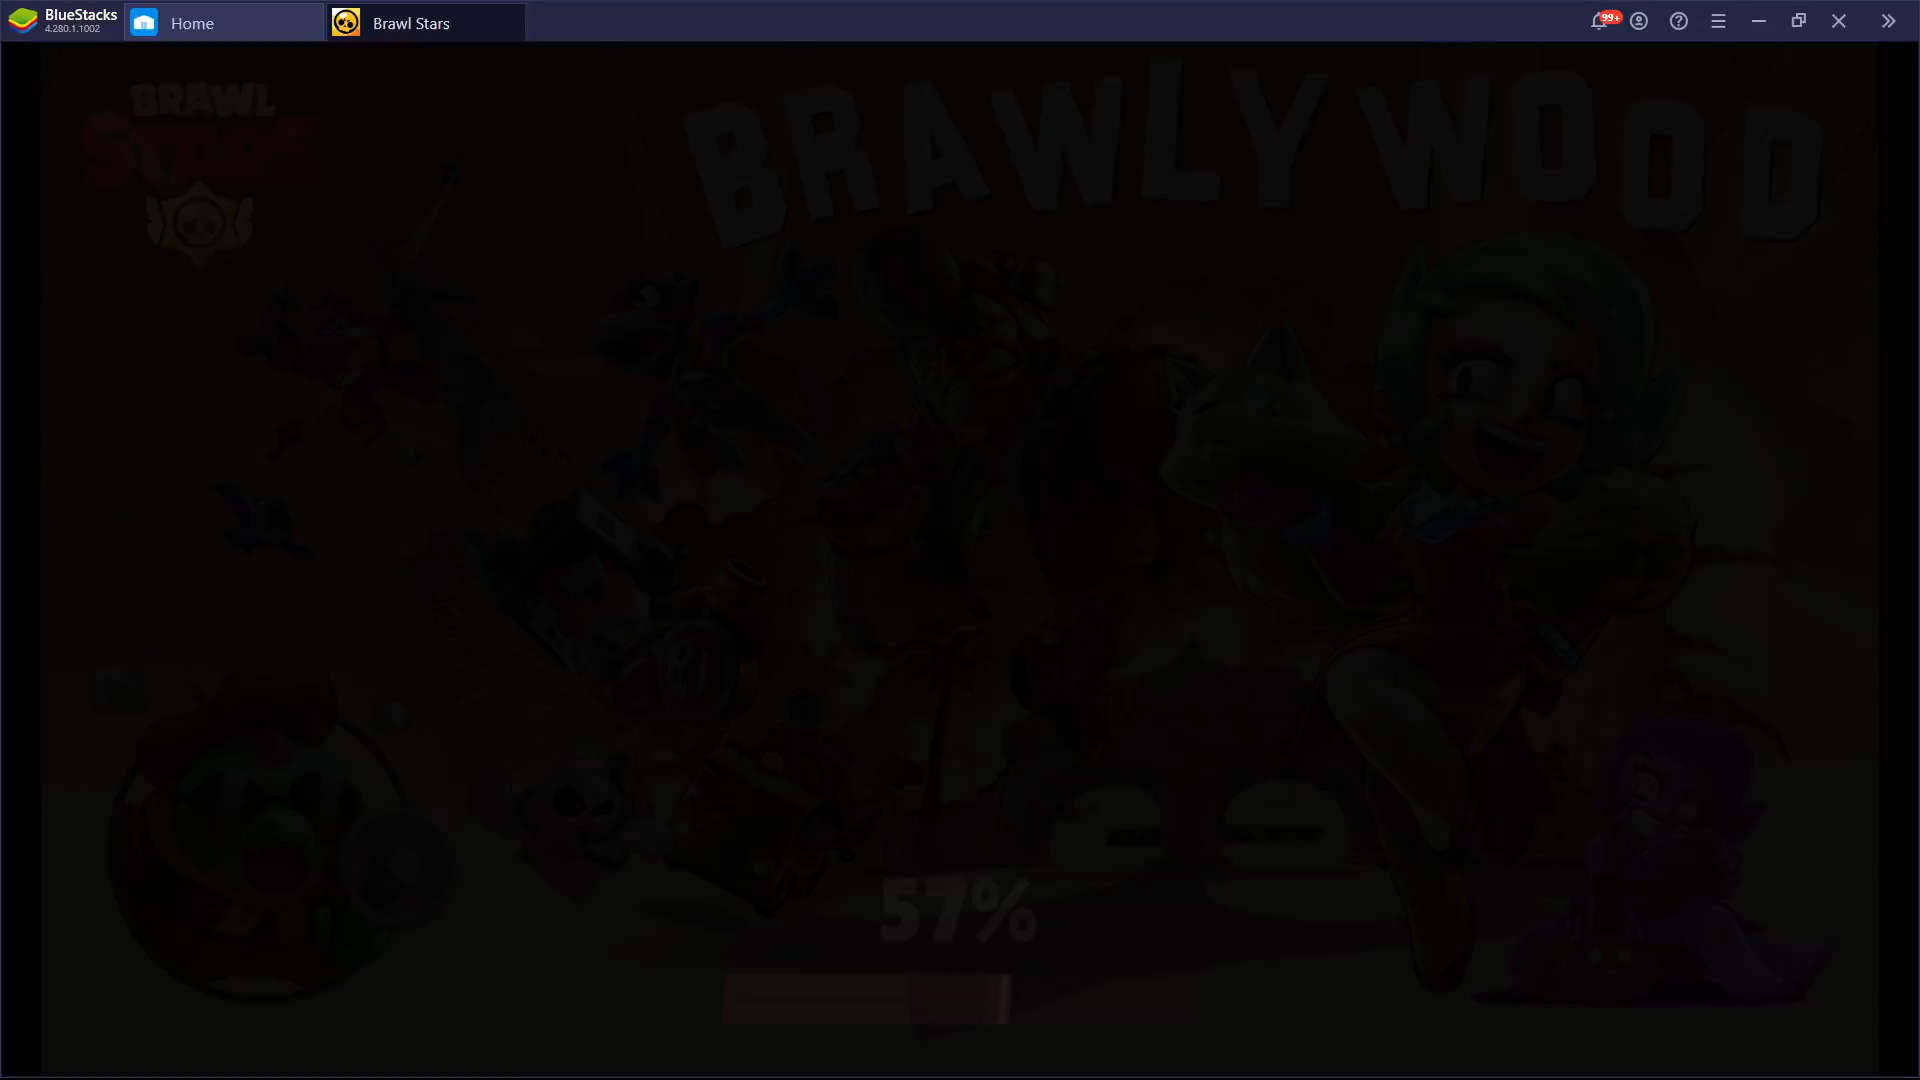 BlueStacks
4.280.1.1002
Home
Brawl Stars
99+
BRAWL
STARS
BRAWLYWOOD
57%